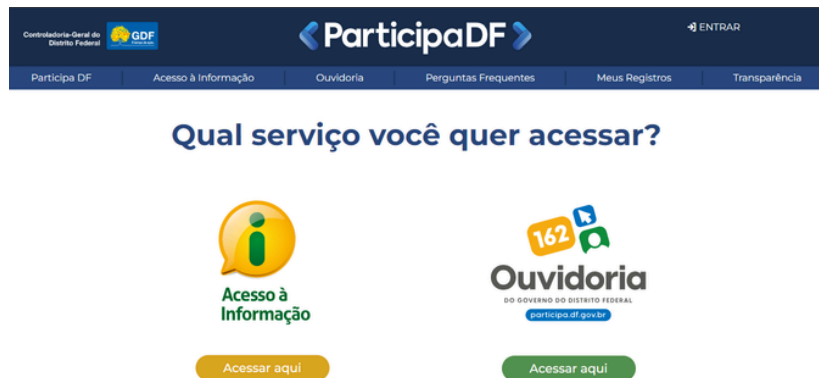 Controladoria-Geral do
Distrito Federal
GDF
ParticipaDF
ENTRAR
Participa DF
Acesso à Informação
Ouvidoria
Perguntas Frequentes
Meus Registros
Transparência
Qual serviço você quer acessar?
i
Acesso à
Informação
162
Ouvidoria
DO GOVERNO DO DISTRITO FEDERAL
participa.df.gov.br
Acessar aqui
Acessar aqui